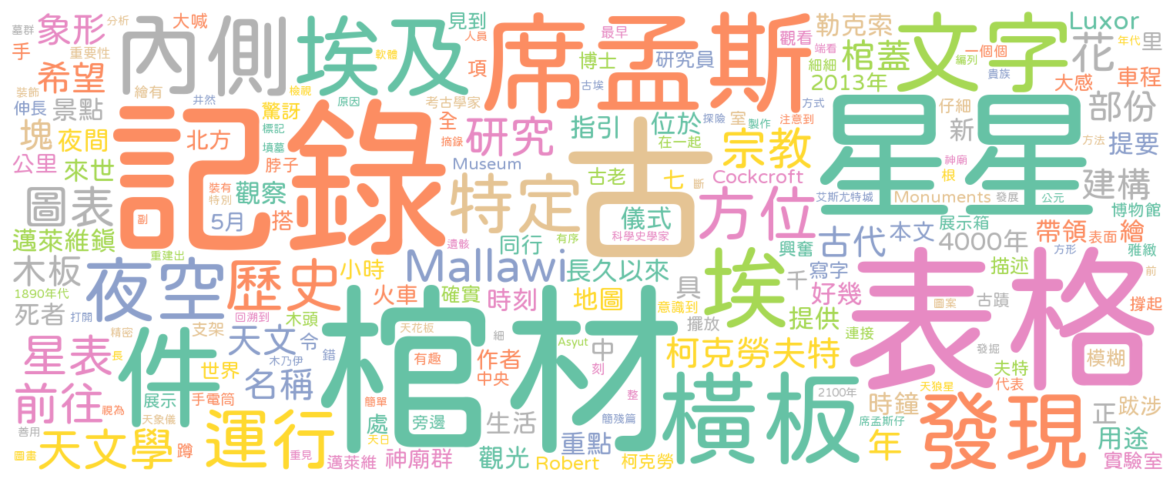 記錄
棺材
表格
星星
古
席孟斯
內側
埃及
文字
橫板
發現
件
運行
方位
夜空
特定
埃
歷史
Mallawi
研究
前往
天文學
星表
圖表
象形
希望
大喊
手
墓群
分析
重要性
裝飾
伸長
景點
繪有
井然
檢視
塊
夜間
驚訝
原因
軟體
人員
見到
項
最早
博士
研究員
觀看
勒克索
棺蓋
2013年
細細
端看
古埃
編列
一個個
貴族
Luxor
花
年代
里
車程
大感
部份
提要
仔細
新
建構
公里
來世
北方
標記
考古學家
全
摘錄
脖子
指引
位於
探險
室
製作
方式
注意到
在一起
宗教
Cockcroft
神廟
根
方法
Monuments
發展
公元
艾斯尤特城
博物館
墳墓
裝有
特別
觀察
5月
搭
副
Museum
古老
七
斷
儀式
科學史學家
有序
遺骸
同行
興奮
古代
本文
展示箱
4000年
帶領
表面
繪
雅緻
方形
描述
邁萊維鎮
木板
1890年代
死者
打開
重建出
回溯到
小時
火車
確實
時刻
長久以來
地圖
意識到
具
擺放
千
寫字
好幾
提供
連接
圖案
古蹟
發掘
撐起
前
模糊
木頭
支架
天文
令
錯
天花板
細
有趣
作者
中央
Asyut
中
刻
整
柯克勞夫特
天狼星
夫特
代表
精密
長
世界
名稱
木乃伊
簡單
展示
手電筒
視為
天象儀
善用
圖畫
蹲
重見
天日
處
旁邊
生活
重點
簡殘篇
2100年
時鐘
正
跋涉
席孟斯仔
年
用途
實驗室
邁萊維
神廟群
觀光
Robert
柯克勞